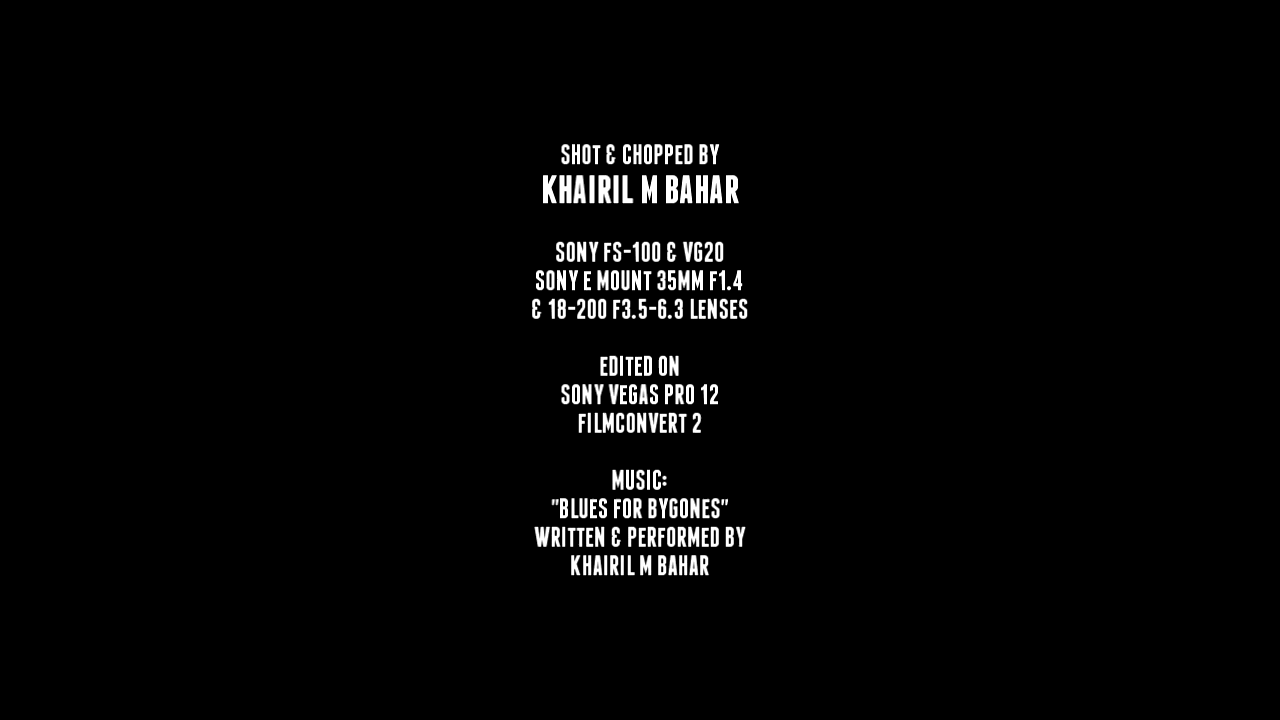 SHOT & CHOPPED BY
KHAIRIL M BAHAR
SONY FS-100 & VG20
SONY E MOUNT 35MM F1.4
& 18-200 F3.5-6.3 LENSES
EDITED ON
SONY VEGAS PRO 12
FILMCONVERT 2
MUSIC:
"BLUES FOR BYGONES"
WRITTEN & PERFORMED BY
KHAIRIL M BAHAR